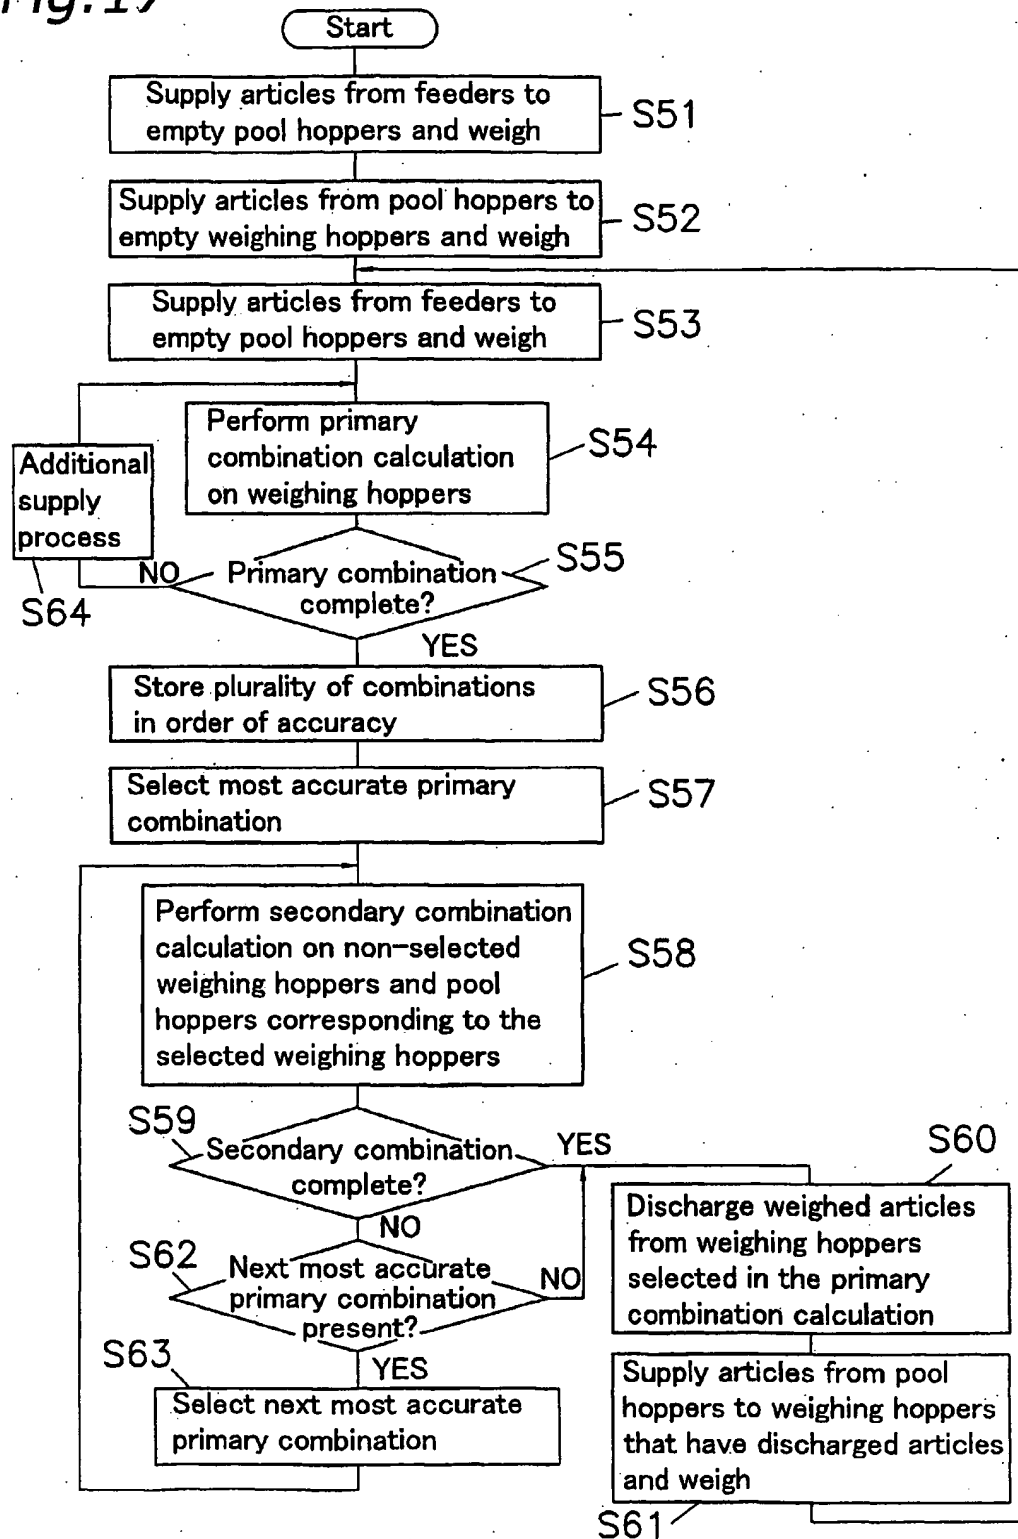 Fig.19
Start
Supply articles from feeders to
empty pool hoppers and weigh
S51
Supply articles from pool hoppers to
empty weighing hoppers and weigh
S52
Supply articles from feeders to
empty pool hoppers and weigh
S53
Perform primary
combination calculation
on weighing hoppers
S54
Additional
supply
process
S64
NO
Primary combination
complete?
S55
YES
Store plurality of combinations
in order of accuracy
S56
Select most accurate primary
combination
S57
Perform secondary combination
calculation on non-selected
weighing hoppers and pool
hoppers corresponding to the
selected weighing hoppers
S58
S59
Secondary combination
complete?
YES
NO
S60
Discharge weighed articles
from weighing hoppers
selected in the primary
combination calculation
S62
Next most accurate
primary combination
present?
NO
YES
S63
Select next most accurate
primary combination
Supply articles from pool
hoppers to weighing hoppers
that have discharged articles
and weigh
S61